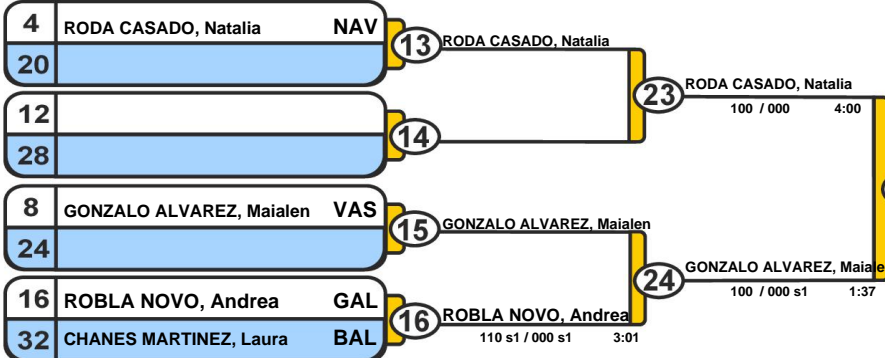 4 RODA CASADO, Natalia NAV
20
13 RODA CASADO, Natalia
12
28
14
23 RODA CASADO, Natalia
100 / 000 4:00
8 GONZALO ALVAREZ, Maialen VAS
24
15 GONZALO ALVAREZ, Maialen
16 ROBLA NOVO, Andrea GAL
32 CHANES MARTINEZ, Laura BAL
16 ROBLA NOVO, Andrea
110 s1 / 000 s1 3:01
24 GONZALO ALVAREZ, Maiale
100 / 000 s1 1:37